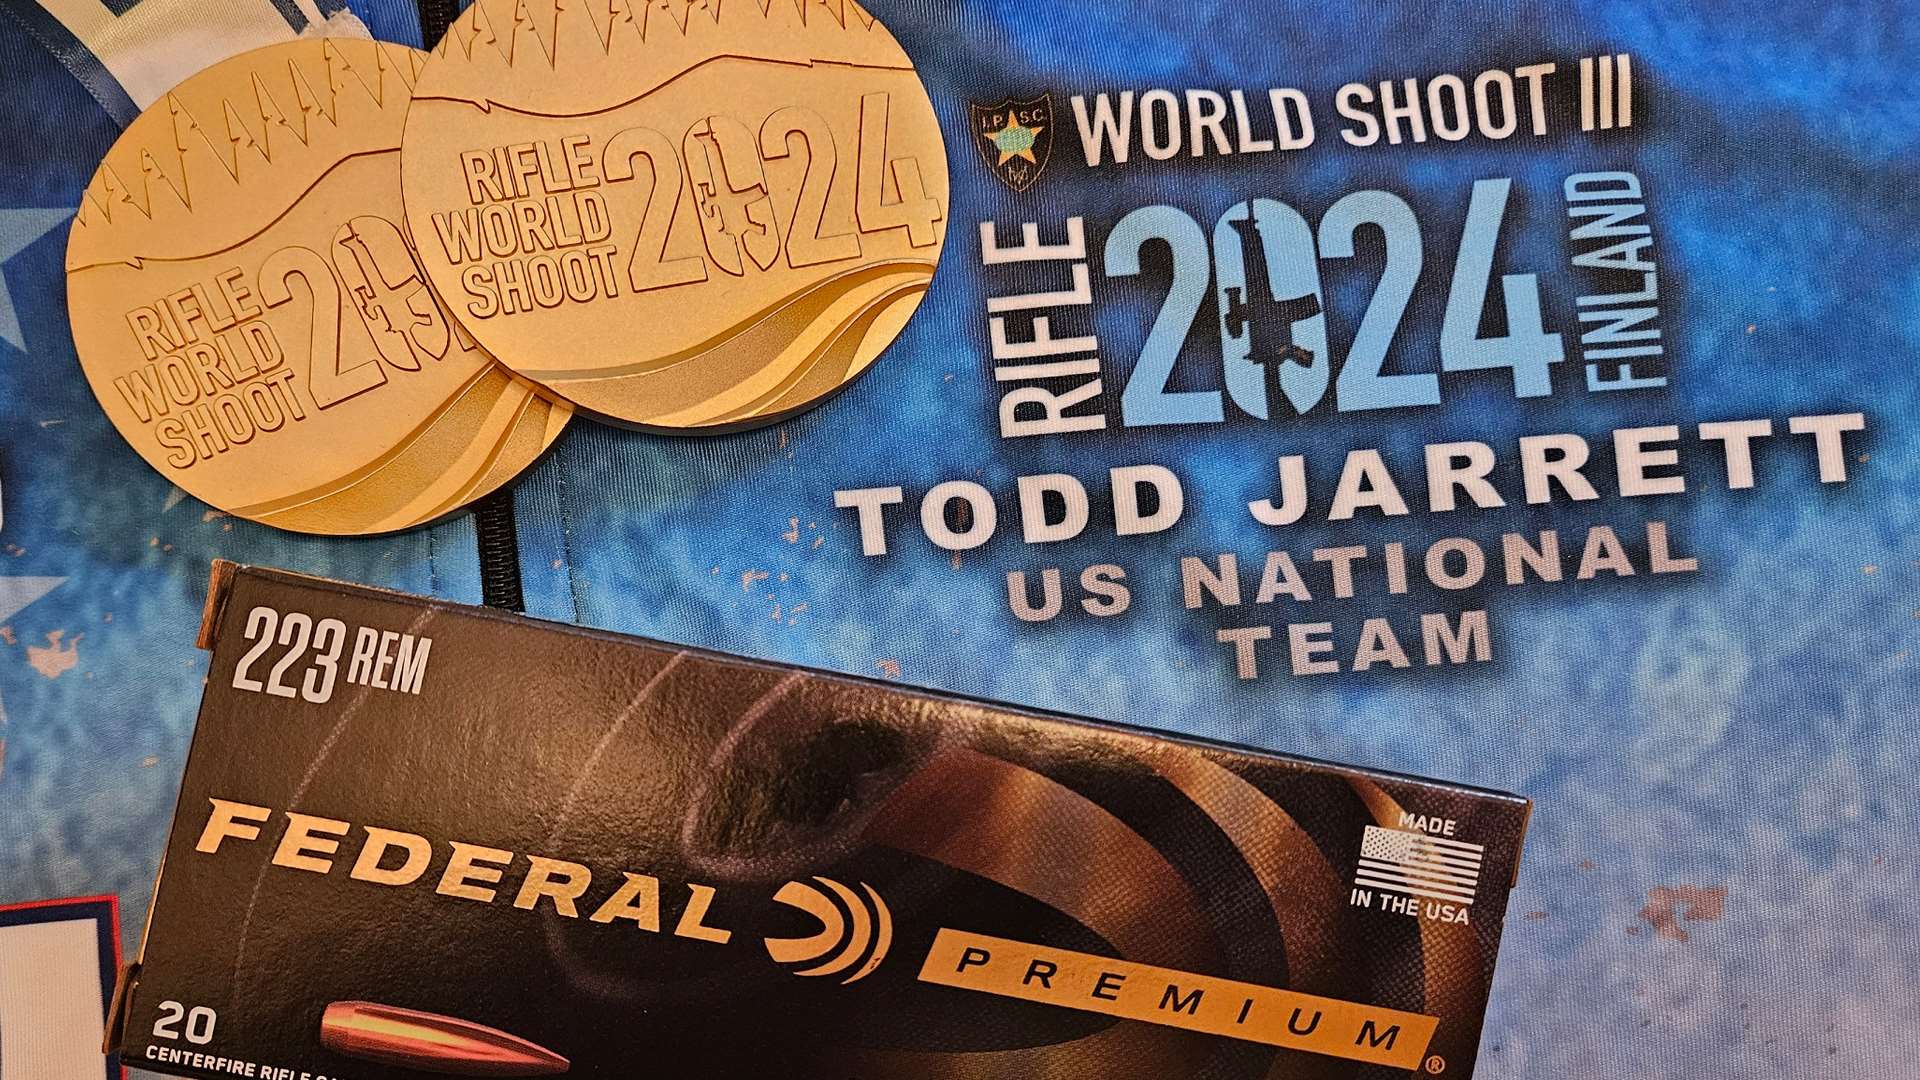 RIFLE
WORLD
SHOOT
20
RIFLE
WORLD
SHOOT
2024
I.P.S.C.
WORLD SHOOT III
RIFLE
2024
FINLAND
TODD JARRETT
US NATIONAL
TEAM
223 REM
FEDERAL
PREMIUM®
MADE
IN THE USA
20
CENTERFIRE RIFLE